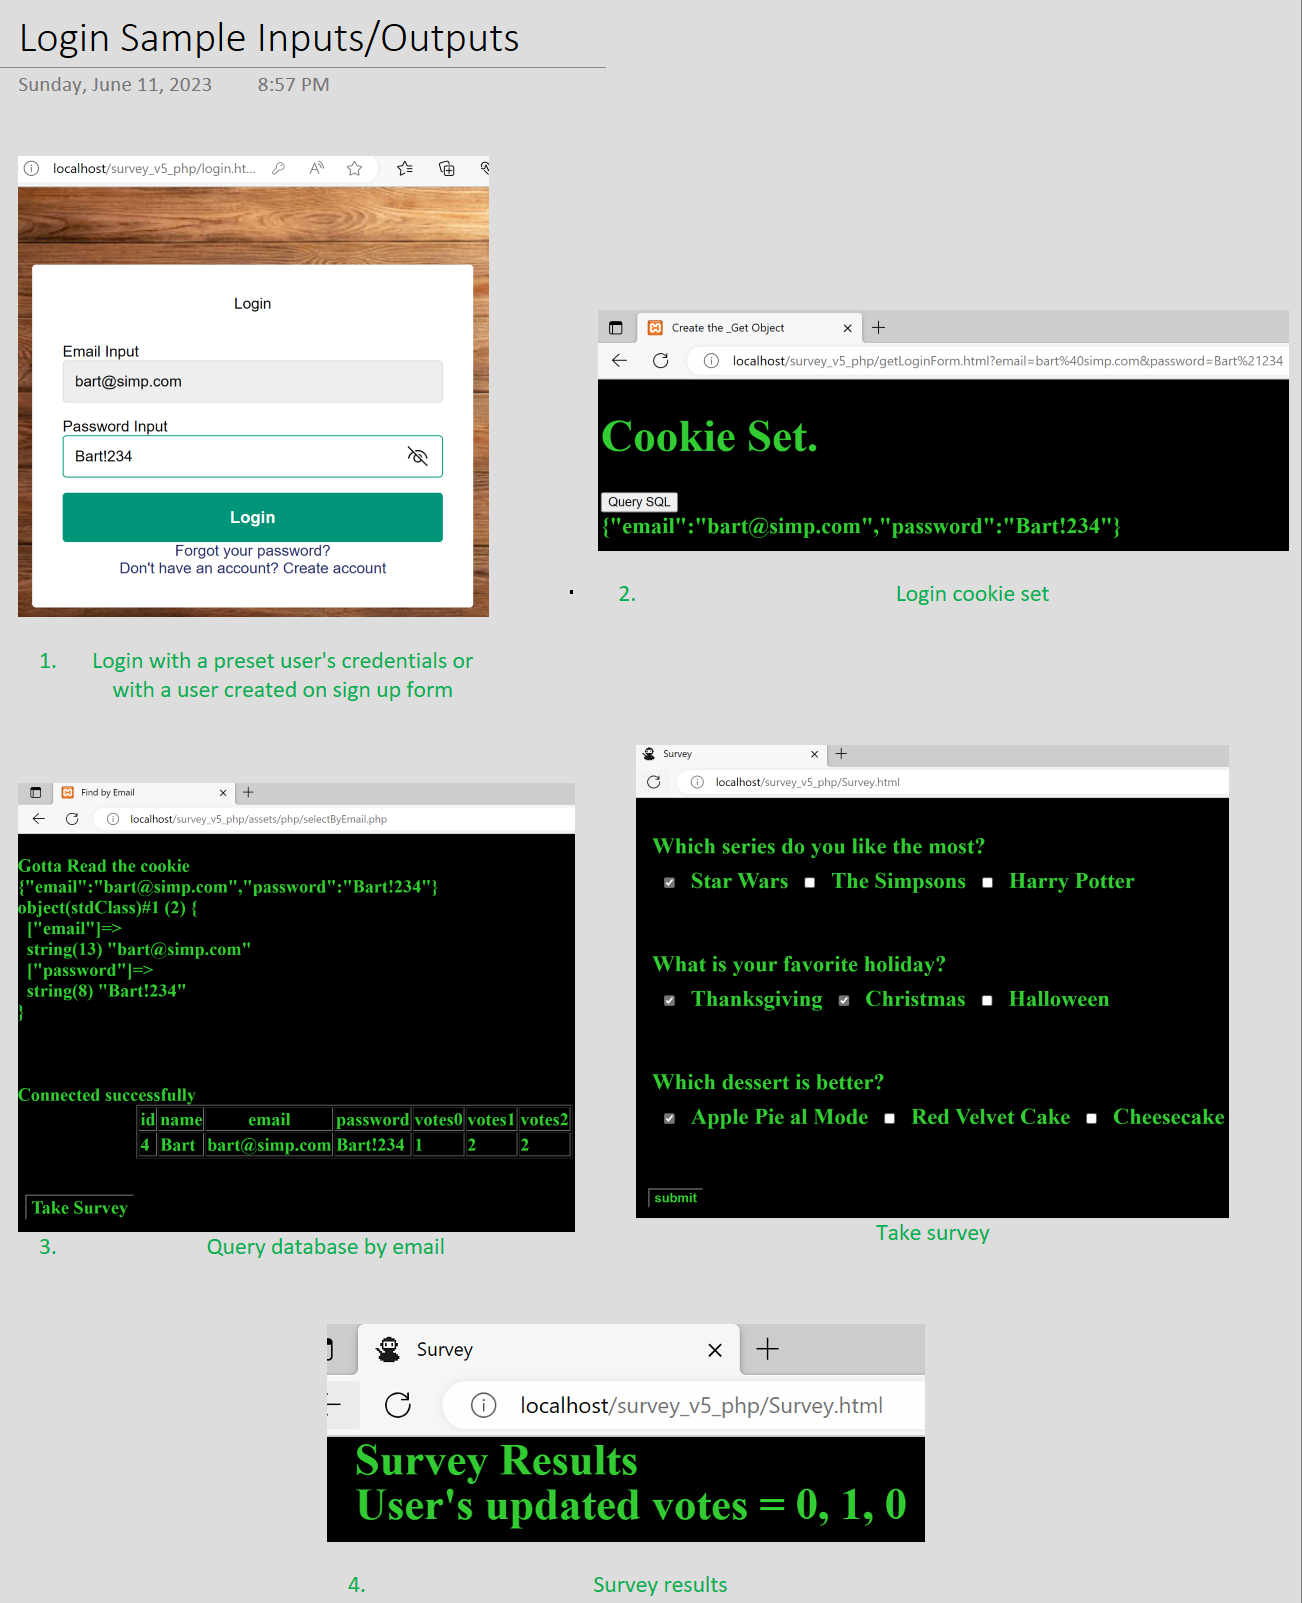 Login Sample Inputs/Outputs
Sunday, June 11, 2023 8:57 PM
localhost/survey_v5_php/login.ht...
Login
Email Input
bart@simp.com
Password Input
Bart!234
Login
Forgot your password?
Don't have an account? Create account
1. Login with a preset user's credentials or
with a user created on sign up form
Create the _Get Object
localhost/survey_v5_php/getLoginForm.html?email=bart%40simp.com&password=Bart%21234
Cookie Set.
Query SQL
{"email":"bart@simp.com","password":"Bart!234"}
2. Login cookie set
Find by Email
localhost/survey_v5_php/assets/php/selectByEmail.php
Gotta Read the cookie
{"email":"bart@simp.com","password":"Bart!234"}
object(stdClass)#1 (2) {
["email"]=>
string(13) "bart@simp.com"
["password"]=>
string(8) "Bart!234"
}
Connected successfully
id name email password votes0 votes1 votes2
4 Bart bart@simp.com Bart!234 1 2 2
Take Survey
3. Query database by email
Survey
localhost/survey_v5_php/Survey.html
Which series do you like the most?
Star Wars The Simpsons Harry Potter
What is your favorite holiday?
Thanksgiving Christmas Halloween
Which dessert is better?
Apple Pie al Mode Red Velvet Cake Cheesecake
submit
Take survey
Survey
localhost/survey_v5_php/Survey.html
Survey Results
User's updated votes = 0, 1, 0
4. Survey results